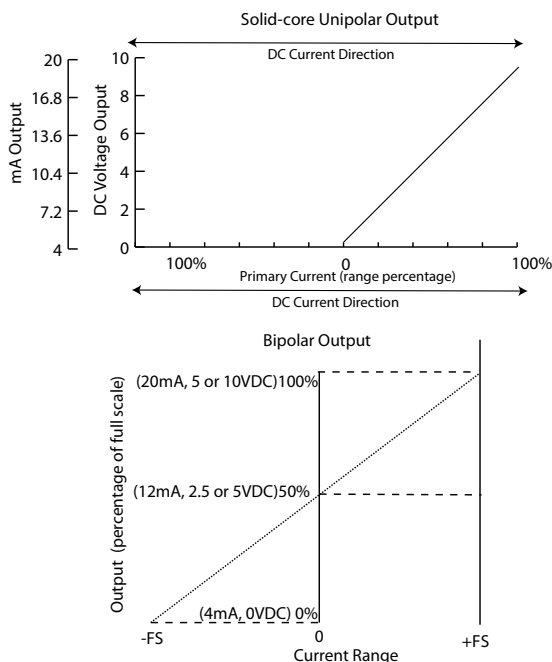 Solid-core Unipolar Output
DC Current Direction
mA Output
20
16.8
13.6
10.4
7.2
4
DC Voltage Ouput
10
8
6
4
2
0
100% 0 100%
Primary Current (range percentage)
DC Current Direction
Bipolar Output
Output (percentage of full scale)
(20mA, 5 or 10VDC)100%
(12mA, 2.5 or 5VDC)50%
(4mA, 0VDC) 0%
-FS 0 +FS
Current Range